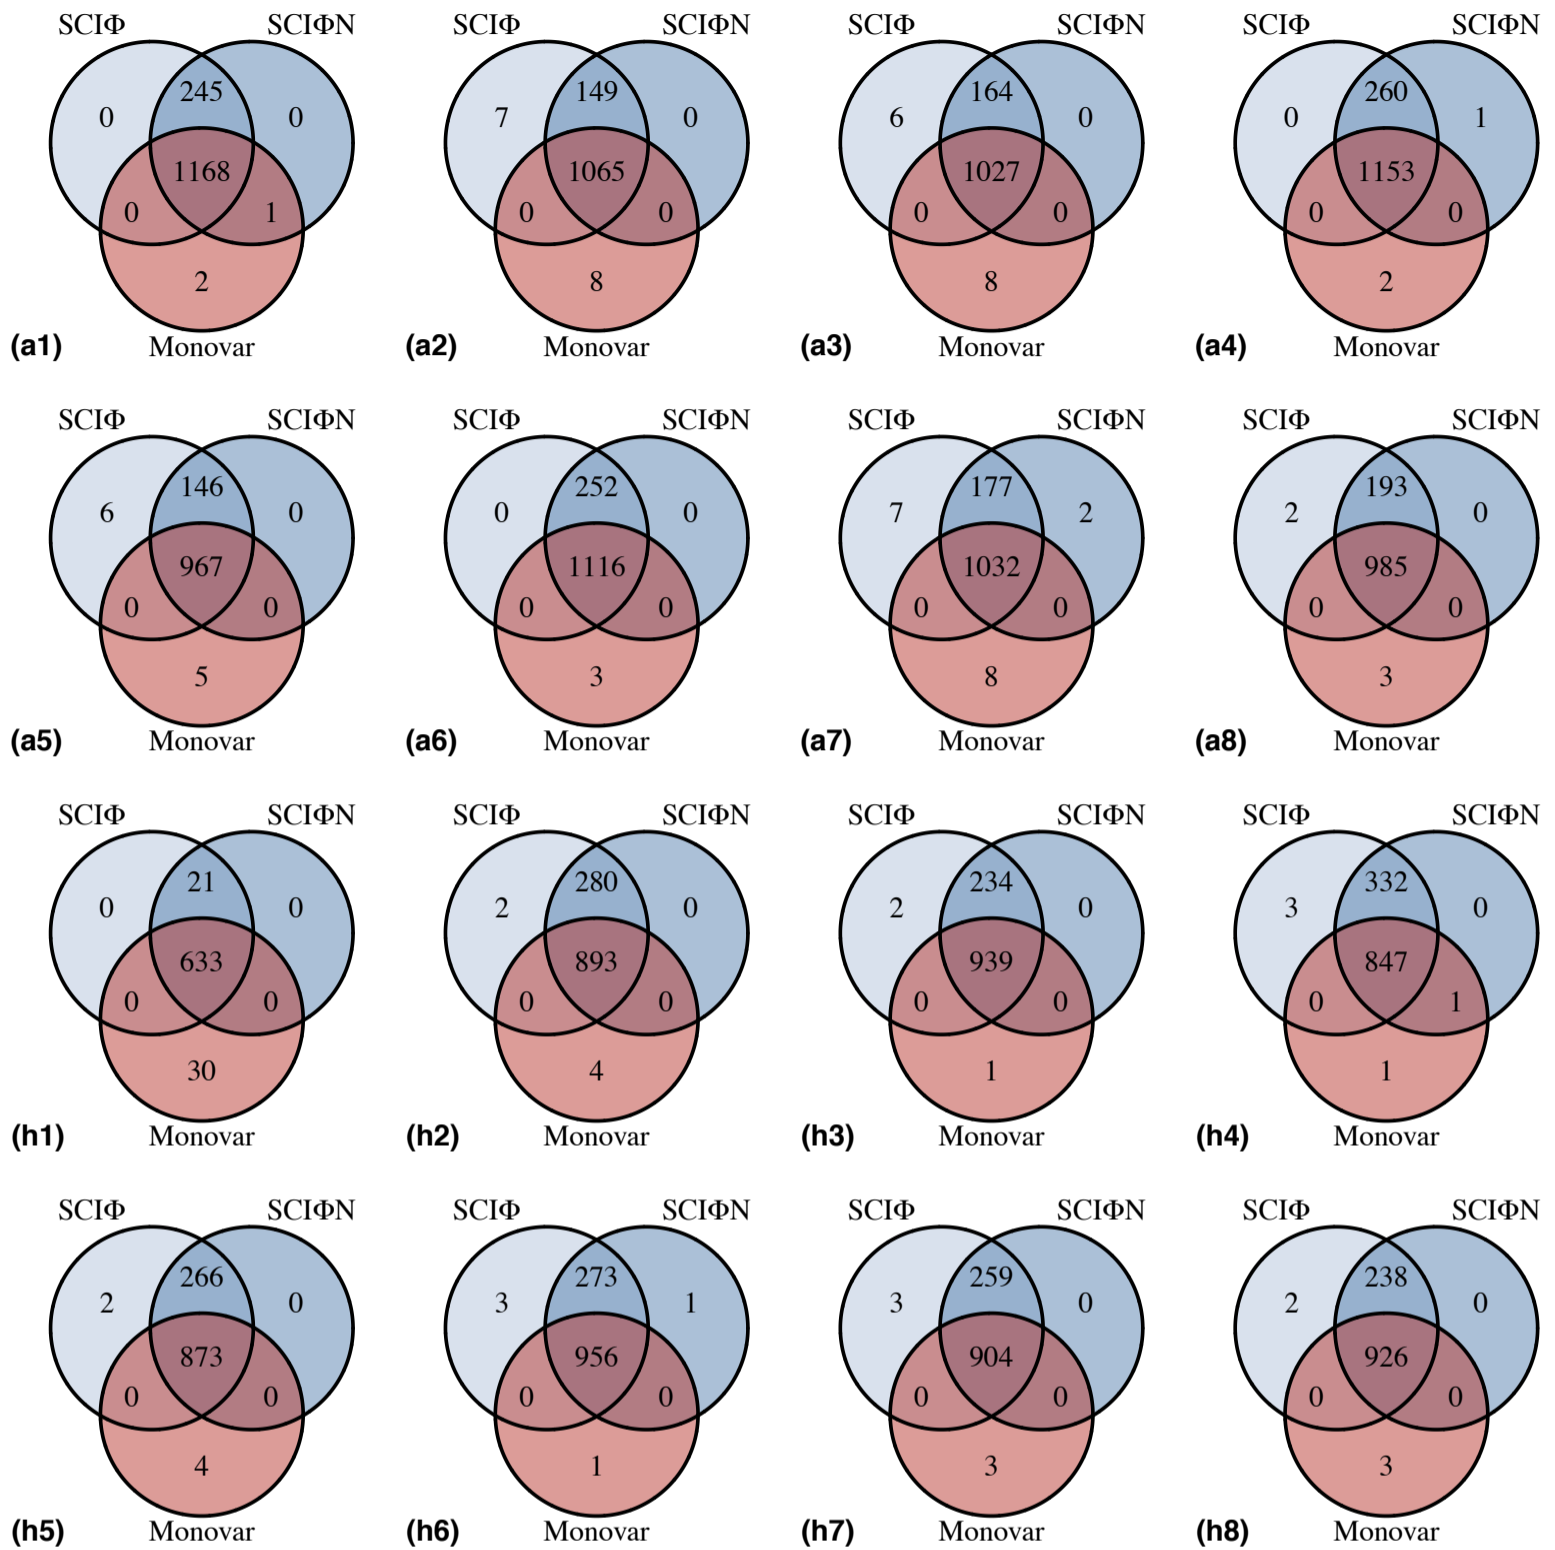 SCIΦ SCIΦN SCIΦ SCIΦN SCIΦ SCIΦN SCIΦ SCIΦN
245 149 164 260
0 0 7 0 6 0 0 1
1168 1065 1027 1153
0 1 0 0 0 0 0 0
2 8 8 2
(a1) Monovar (a2) Monovar (a3) Monovar (a4) Monovar
SCIΦ SCIΦN SCIΦ SCIΦN SCIΦ SCIΦN SCIΦ SCIΦN
146 252 177 193
6 0 0 0 7 2 2 0
967 1116 1032 985
0 0 0 0 0 0 0 0
5 3 8 3
(a5) Monovar (a6) Monovar (a7) Monovar (a8) Monovar
SCIΦ SCIΦN SCIΦ SCIΦN SCIΦ SCIΦN SCIΦ SCIΦN
21 280 234 332
0 0 2 0 2 0 3 0
633 893 939 847
0 0 0 0 0 0 0 1
30 4 1 1
(h1) Monovar (h2) Monovar (h3) Monovar (h4) Monovar
SCIΦ SCIΦN SCIΦ SCIΦN SCIΦ SCIΦN SCIΦ SCIΦN
266 273 259 238
2 0 3 1 3 0 2 0
873 956 904 926
0 0 0 0 0 0 0 0
4 1 3 3
(h5) Monovar (h6) Monovar (h7) Monovar (h8) Monovar